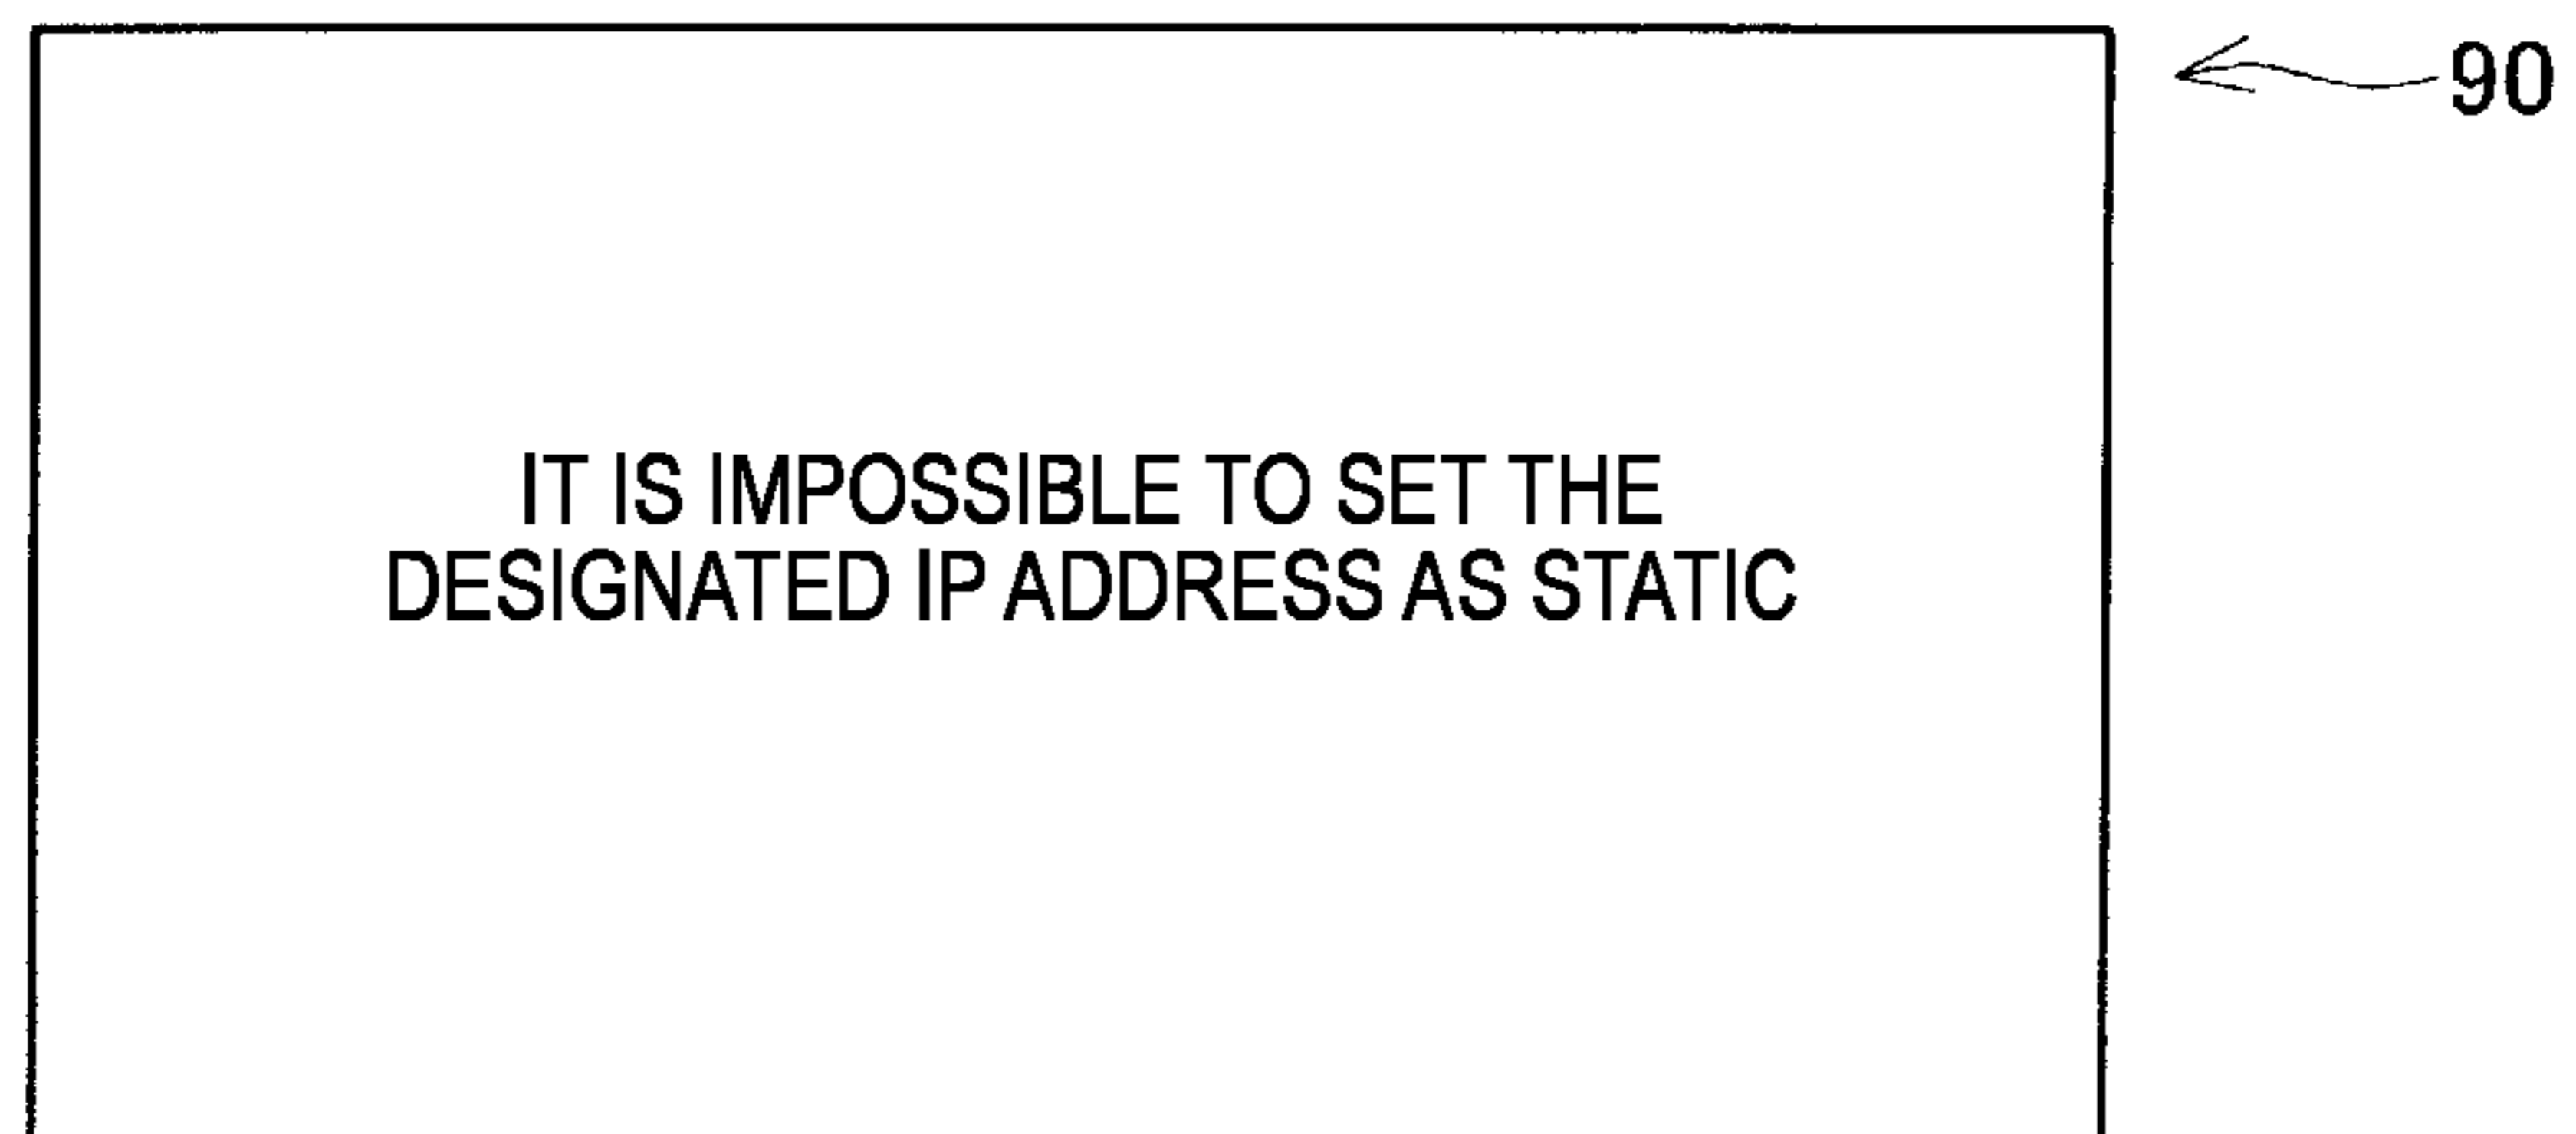 90
IT IS IMPOSSIBLE TO SET THE
DESIGNATED IP ADDRESS AS STATIC